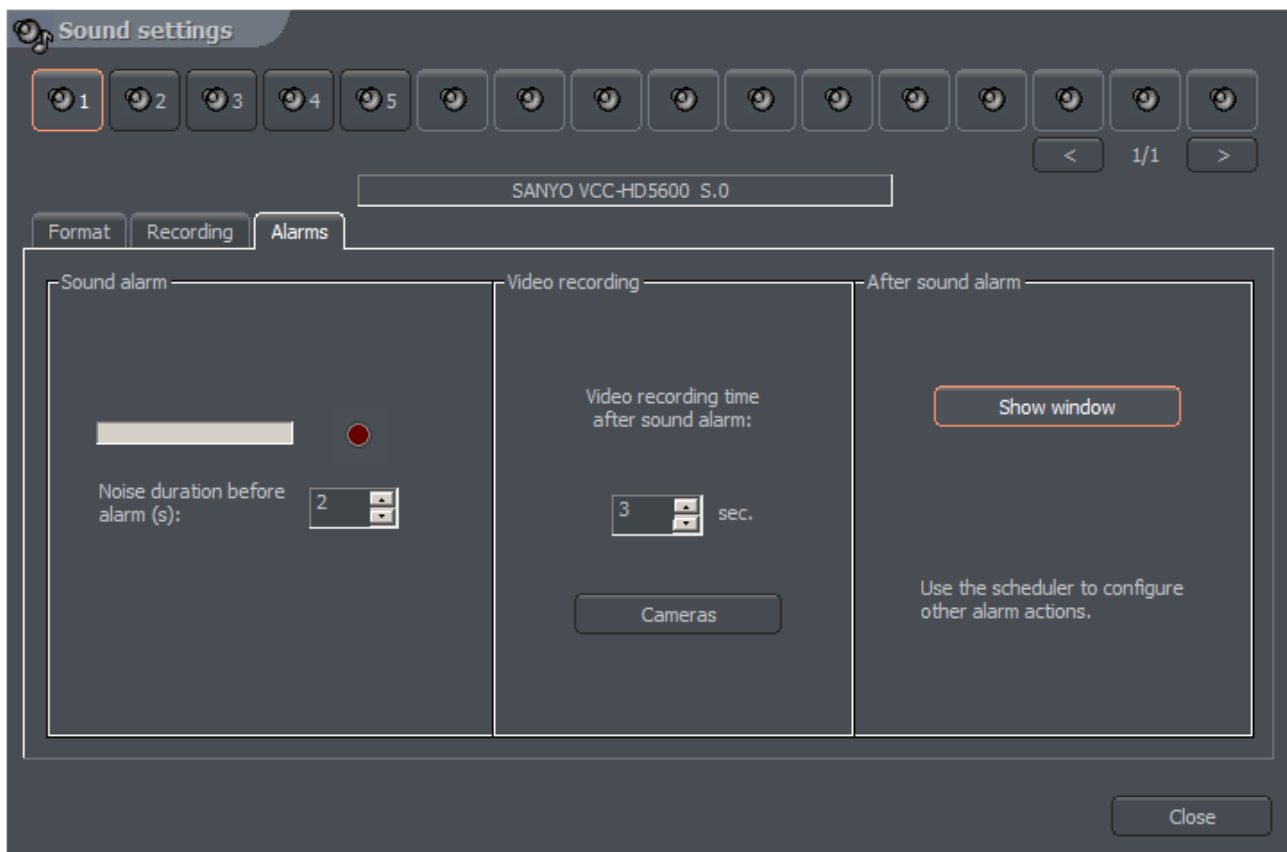 Sound settings
1 2 3 4 5
< 1/1 >
SANYO VCC-HD5600 S.0
Format Recording Alarms
Sound alarm
Noise duration before
alarm (s):
2
Video recording
Video recording time
after sound alarm:
3 sec.
Cameras
After sound alarm
Show window
Use the scheduler to configure
other alarm actions.
Close